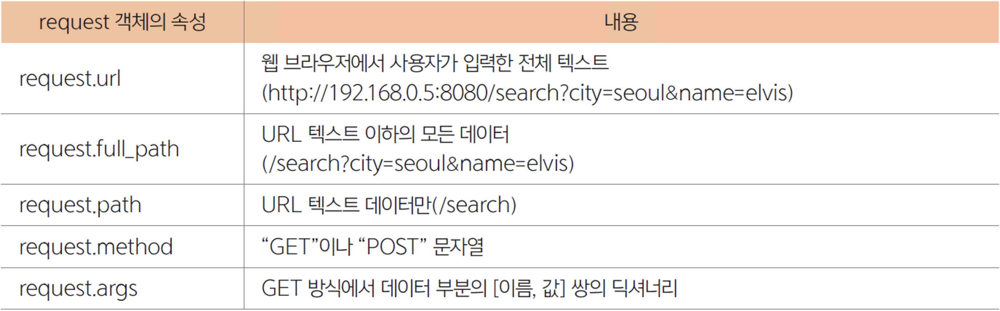 request 객체의 속성
내용
request.url
웹 브라우저에서 사용자가 입력한 전체 텍스트
(http://192.168.0.5:8080/search?city=seoul&name=elvis)
request.full_path
URL 텍스트 이하의 모든 데이터
(/search?city=seoul&name=elvis)
request.path
URL 텍스트 데이터만(/search)
request.method
“GET”이나 “POST” 문자열
request.args
GET 방식에서 데이터 부분의 [이름, 값] 쌍의 딕셔너리